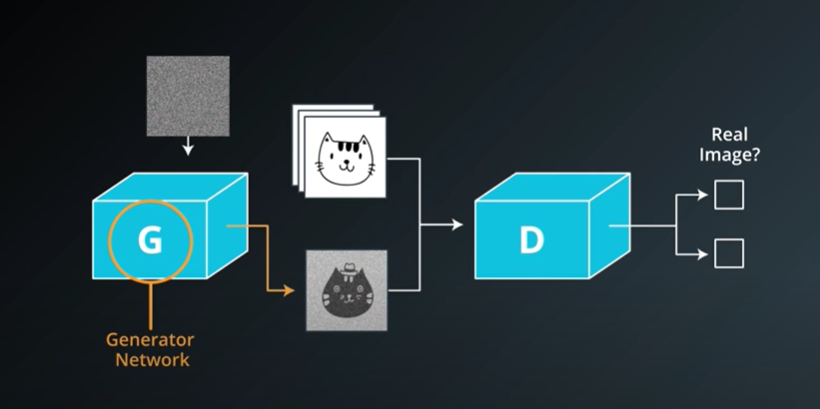 Real
Image?
G
D
Generator
Network